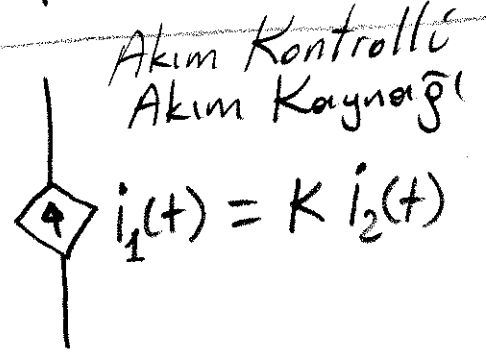 Akım Kontrollü
Akım Kaynağı
i₁(t) = K i₂(t)